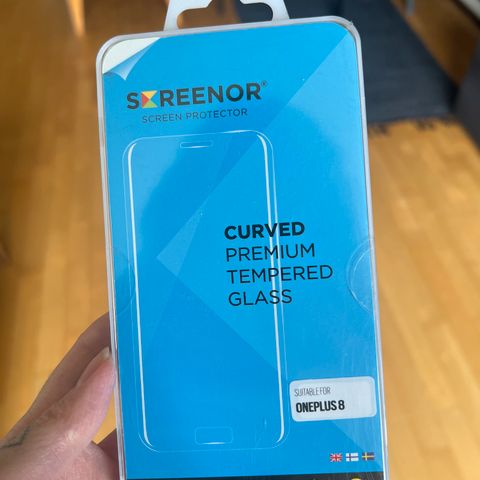 SCREENOR®
SCREEN PROTECTOR
CURVED
PREMIUM
TEMPERED
GLASS
SUITABLE FOR
ONEPLUS 8